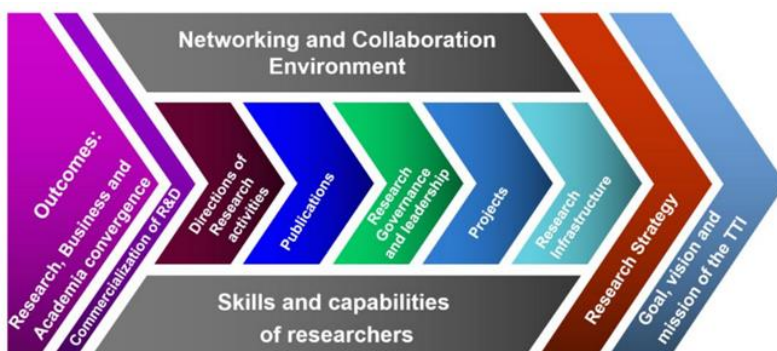 Networking and Collaboration
Environment
Outcomes:
Research, Business and
Academia convergence
Commercialization of R&D
Directions of
Research
activities
Publications
Research
Governance
and leadership
Projects
Research
Infrastructure
Research Strategy
Goal, vision and
mission of the TTI
Skills and capabilities
of researchers